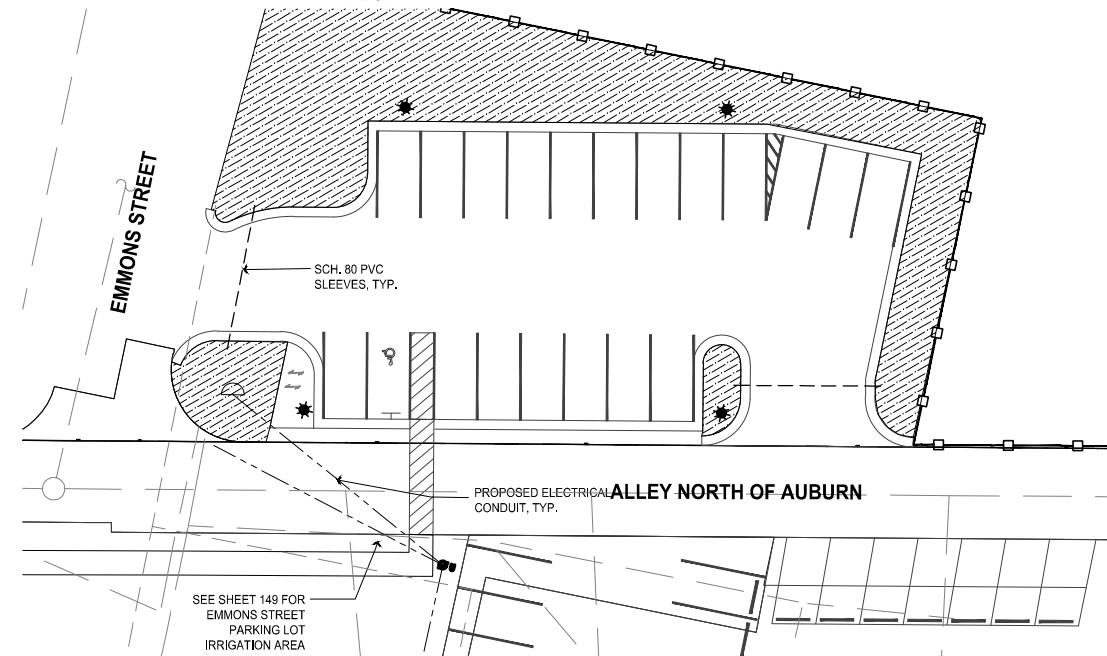 EMMONS STREET
SCH. 80 PVC
SLEEVES, TYP.
PROPOSED ELECTRICAL
CONDUIT, TYP.
ALLEY NORTH OF AUBURN
SEE SHEET 149 FOR
EMMONS STREET
PARKING LOT
IRRIGATION AREA